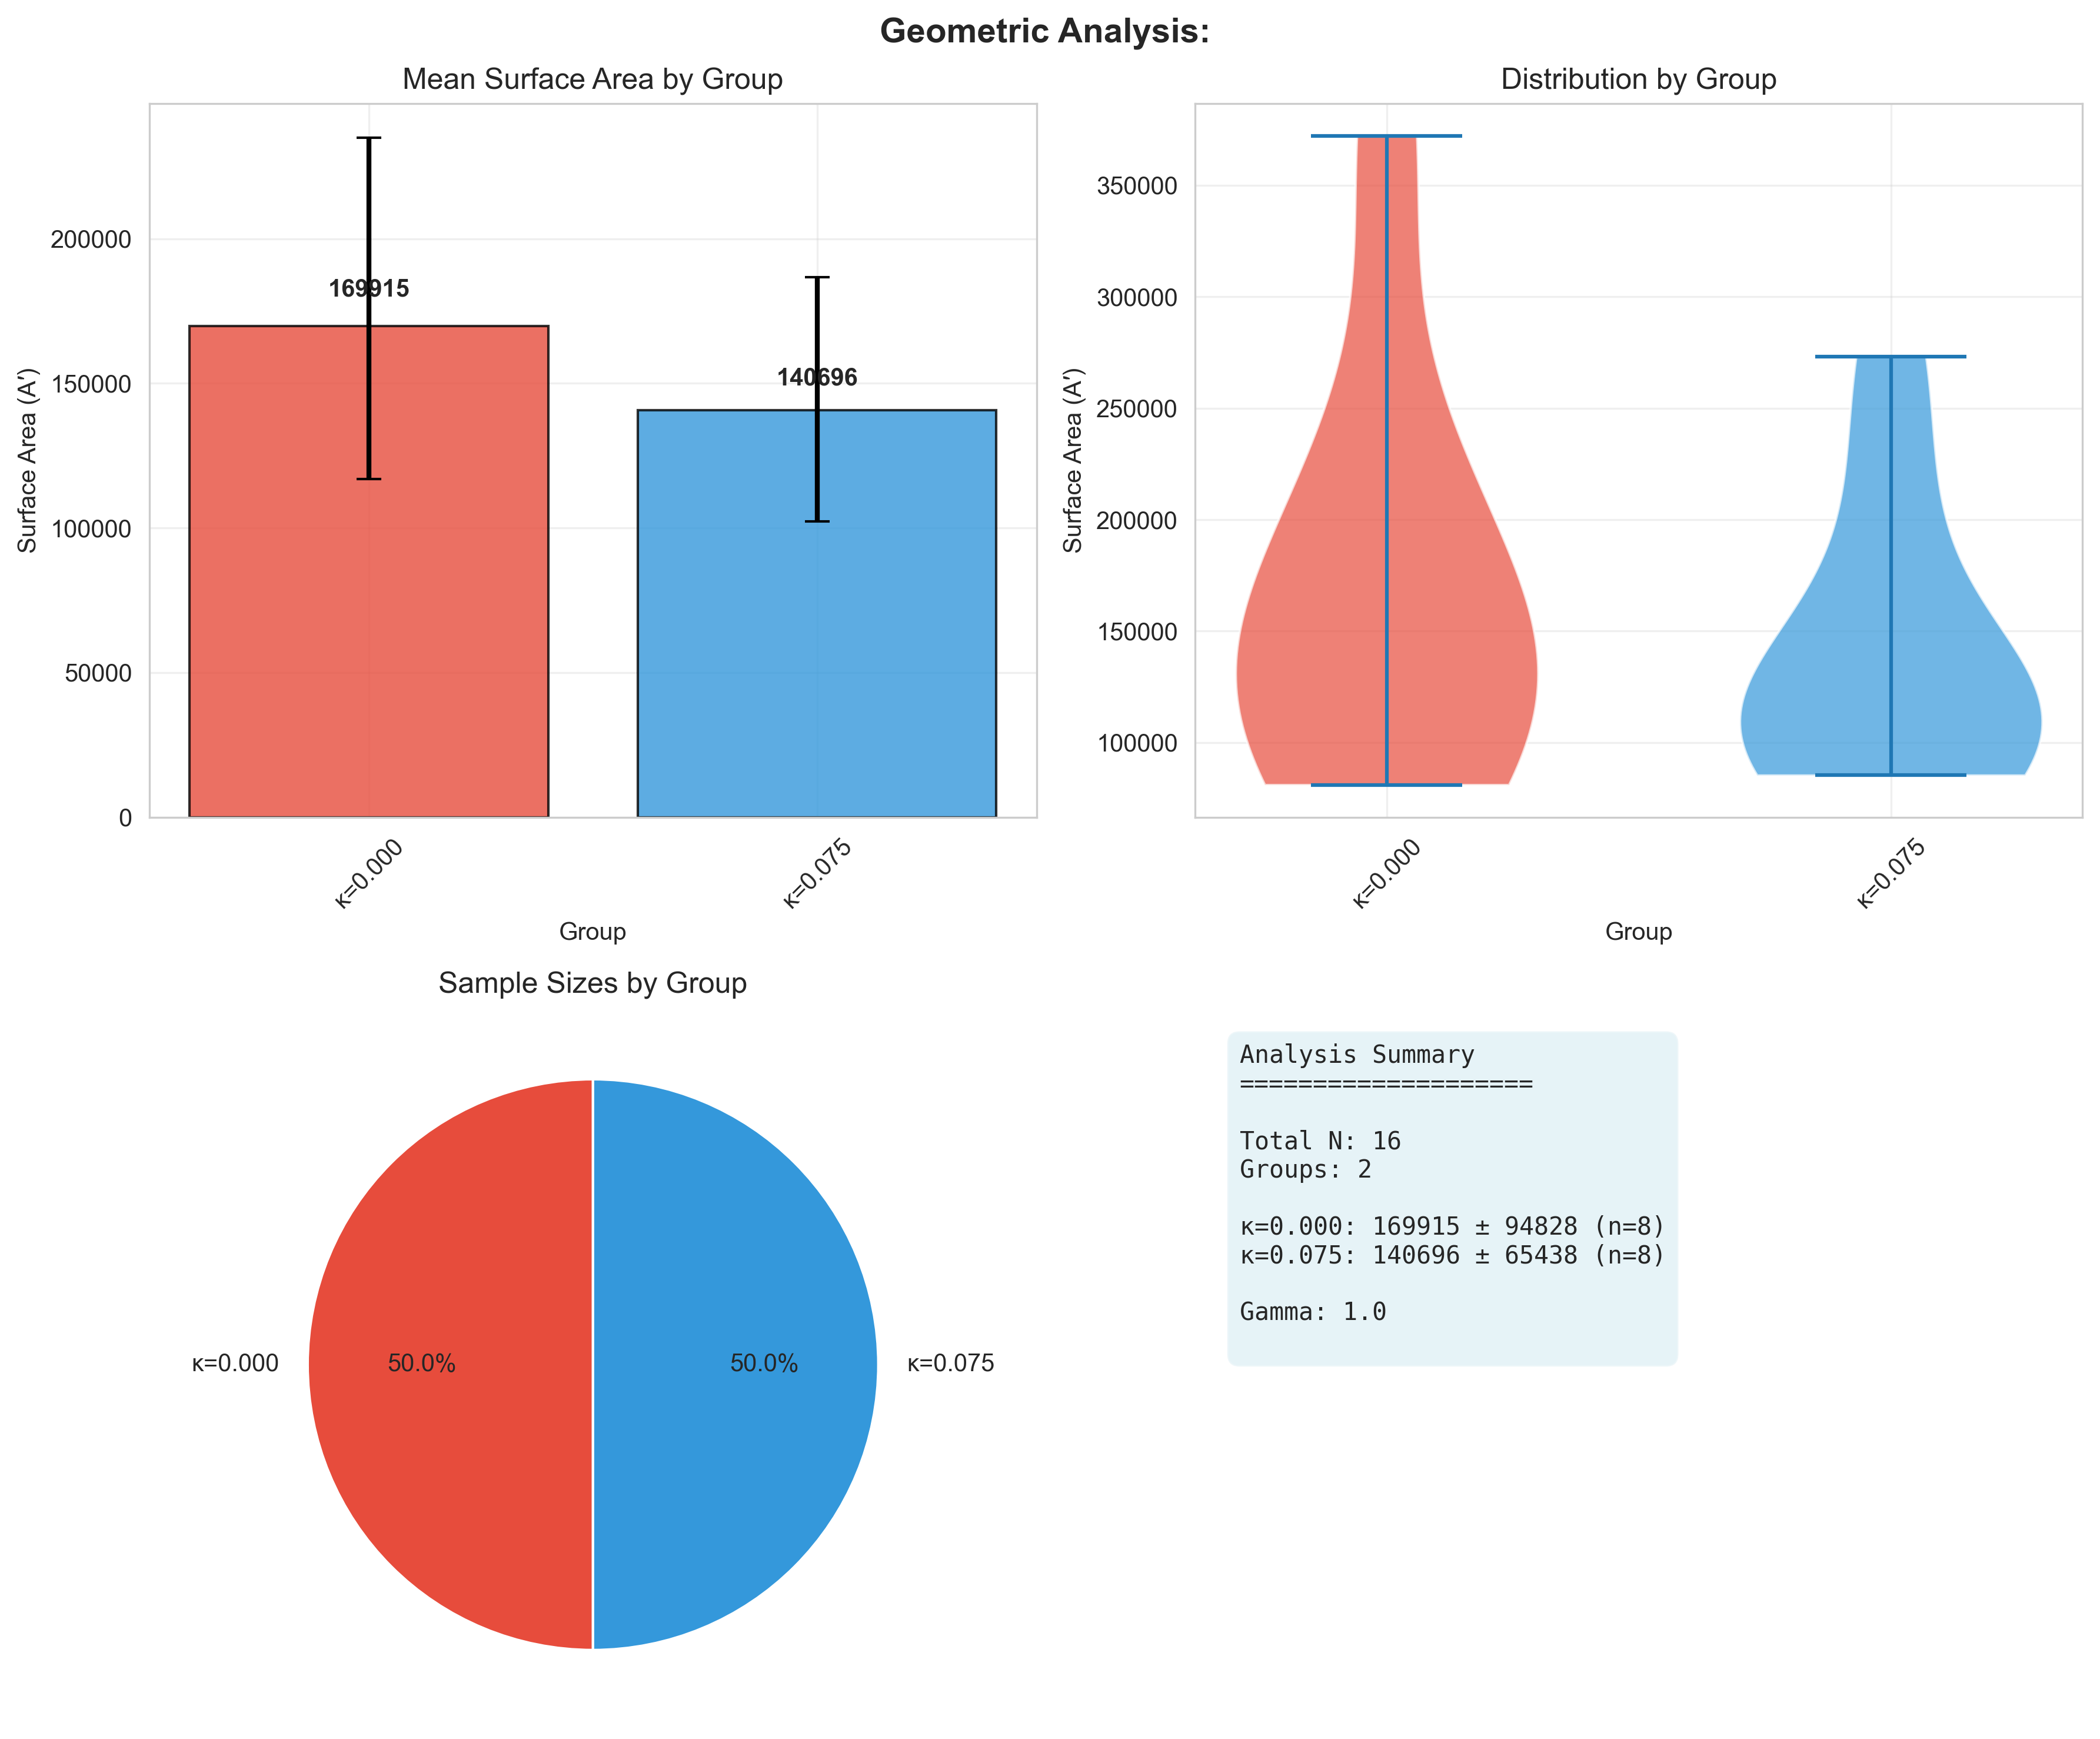 Geometric Analysis:
Mean Surface Area by Group
Surface Area (A′)
200000
150000
100000
50000
0
169915
140696
κ=0.000
κ=0.075
Group
Distribution by Group
Surface Area (A′)
350000
300000
250000
200000
150000
100000
κ=0.000
κ=0.075
Group
Sample Sizes by Group
κ=0.000
50.0%
50.0%
κ=0.075
Analysis Summary
====================
Total N: 16
Groups: 2
κ=0.000: 169915 ± 94828 (n=8)
κ=0.075: 140696 ± 65438 (n=8)
Gamma: 1.0